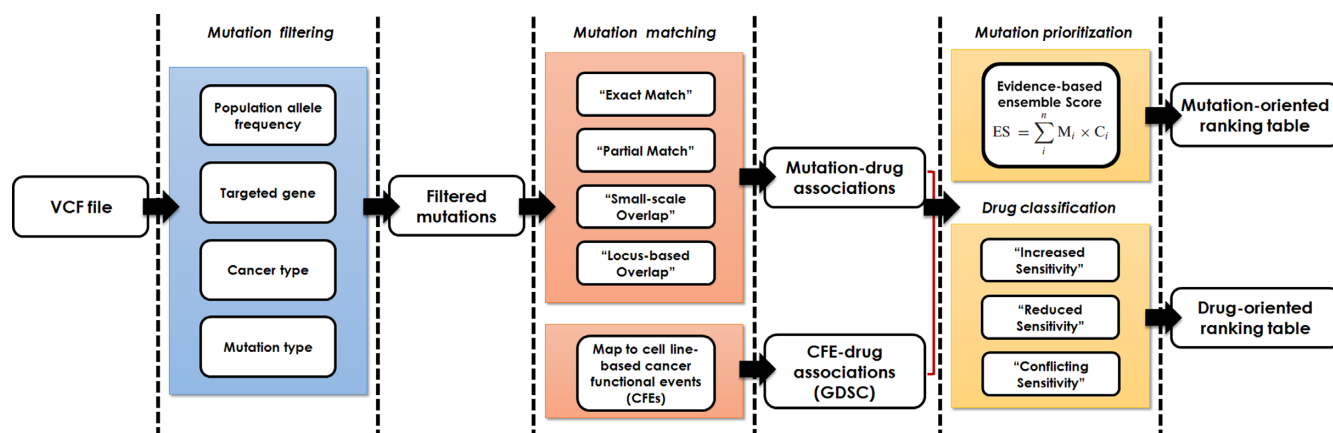 Mutation filtering
Mutation matching
Mutation prioritization
VCF file
Population allele
frequency
Targeted gene
Cancer type
Mutation type
Filtered
mutations
“Exact Match”
“Partial Match”
“Small-scale
Overlap”
“Locus-based
Overlap”
Map to cell line-
based cancer
functional events
(CFEs)
Mutation-drug
associations
CFE-drug
associations
(GDSC)
Evidence-based
ensemble Score
ES = ∑ⁿᵢ Mᵢ × Cᵢ
Drug classification
“Increased
Sensitivity”
“Reduced
Sensitivity”
“Conflicting
Sensitivity”
Mutation-oriented
ranking table
Drug-oriented
ranking table